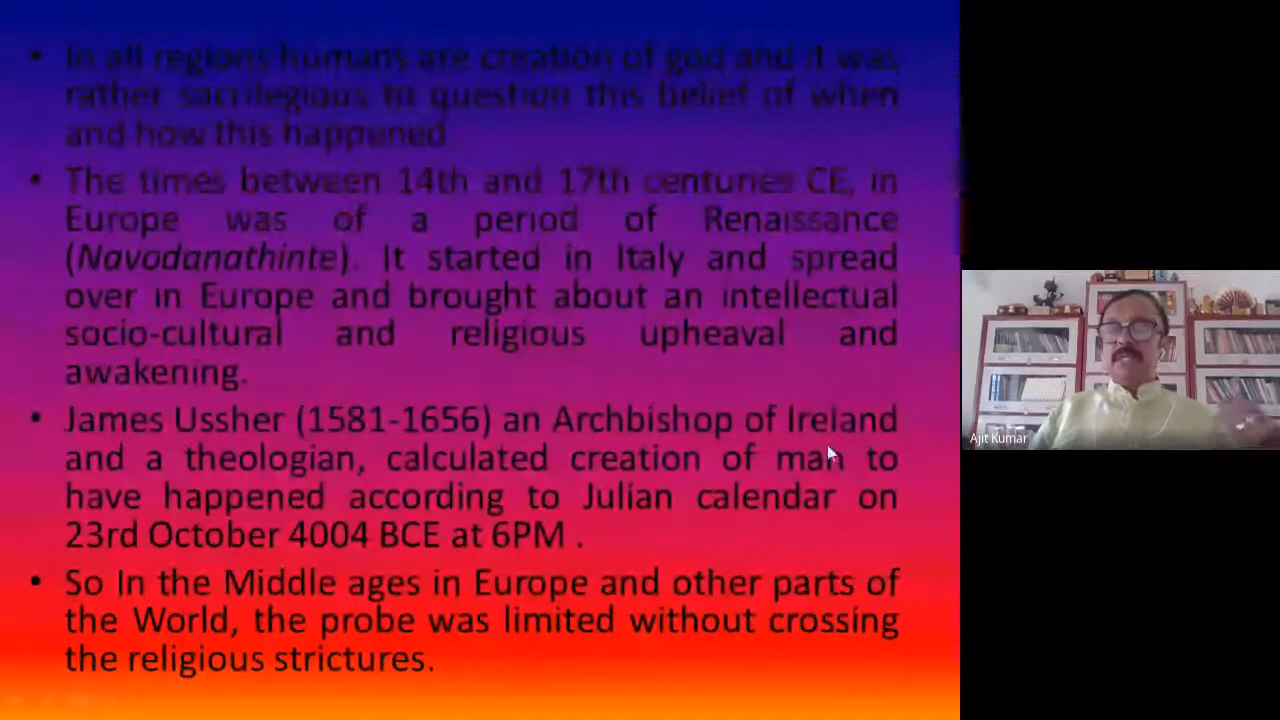 • In all regions humans are creation of god and it was
rather sacrilegious to question this belief of when
and how this happened.
• The times between 14th and 17th centuries CE, in
Europe was of a period of Renaissance
(Navodanathinte). It started in Italy and spread
over in Europe and brought about an intellectual
socio-cultural and religious upheaval and
awakening.
• James Ussher (1581-1656) an Archbishop of Ireland
and a theologian, calculated creation of man to
have happened according to Julian calendar on
23rd October 4004 BCE at 6PM .
• So In the Middle ages in Europe and other parts of
the World, the probe was limited without crossing
the religious strictures.
Ajit Kumar